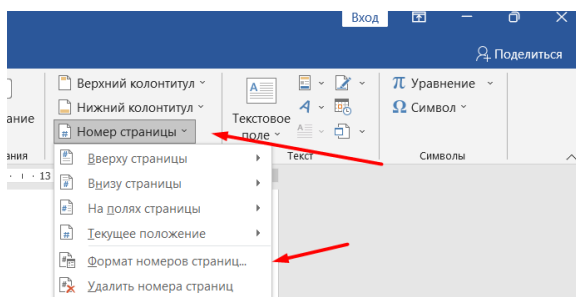 Вход
Поделиться
Верхний колонтитул
Нижний колонтитул
Номер страницы
Текстовое
поле
Текст
Уравнение
Символ
Символы
ание
ания
13
Вверху страницы
Внизу страницы
На полях страницы
Текущее положение
Формат номеров страниц...
Удалить номера страниц